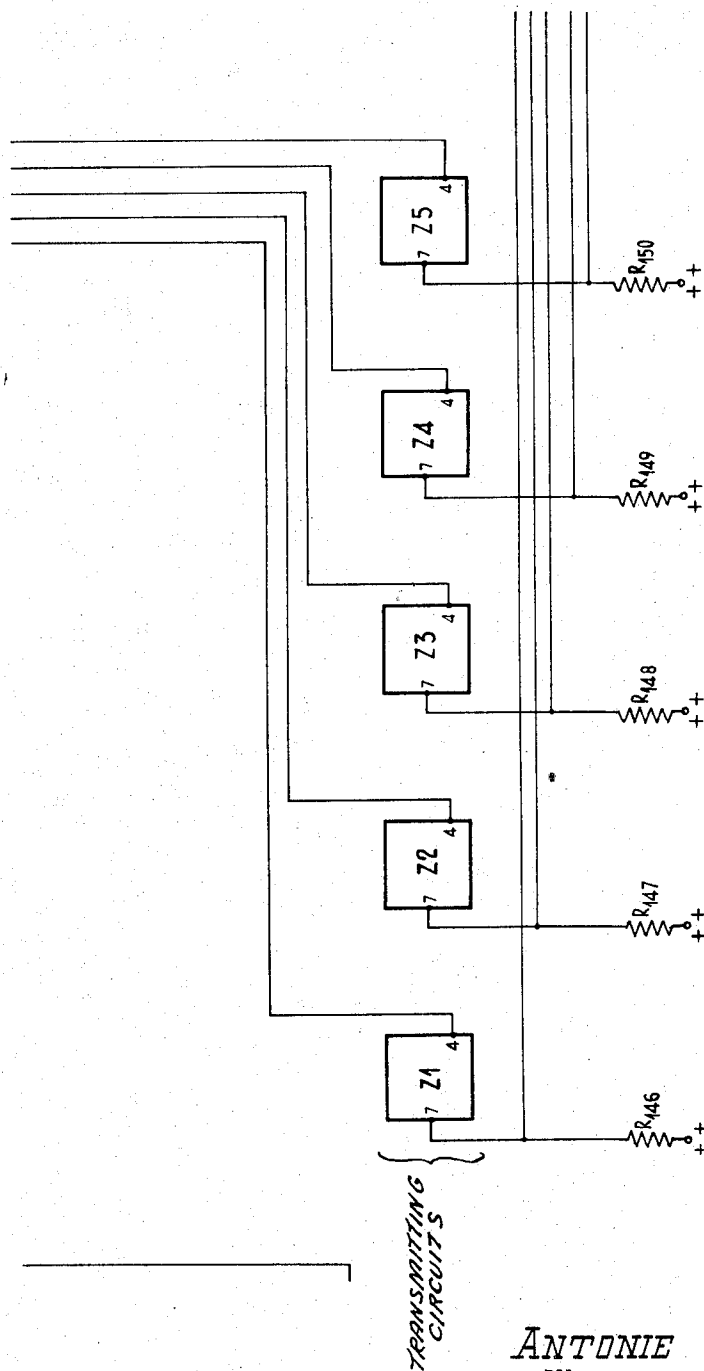 4
Z5
7
R150
+ +
4
Z4
7
R149
+ +
4
Z3
7
R148
+ +
4
Z2
7
R147
+ +
4
Z1
7
R146
+ +
TRANSMITTING
CIRCUITS
ANTONIE